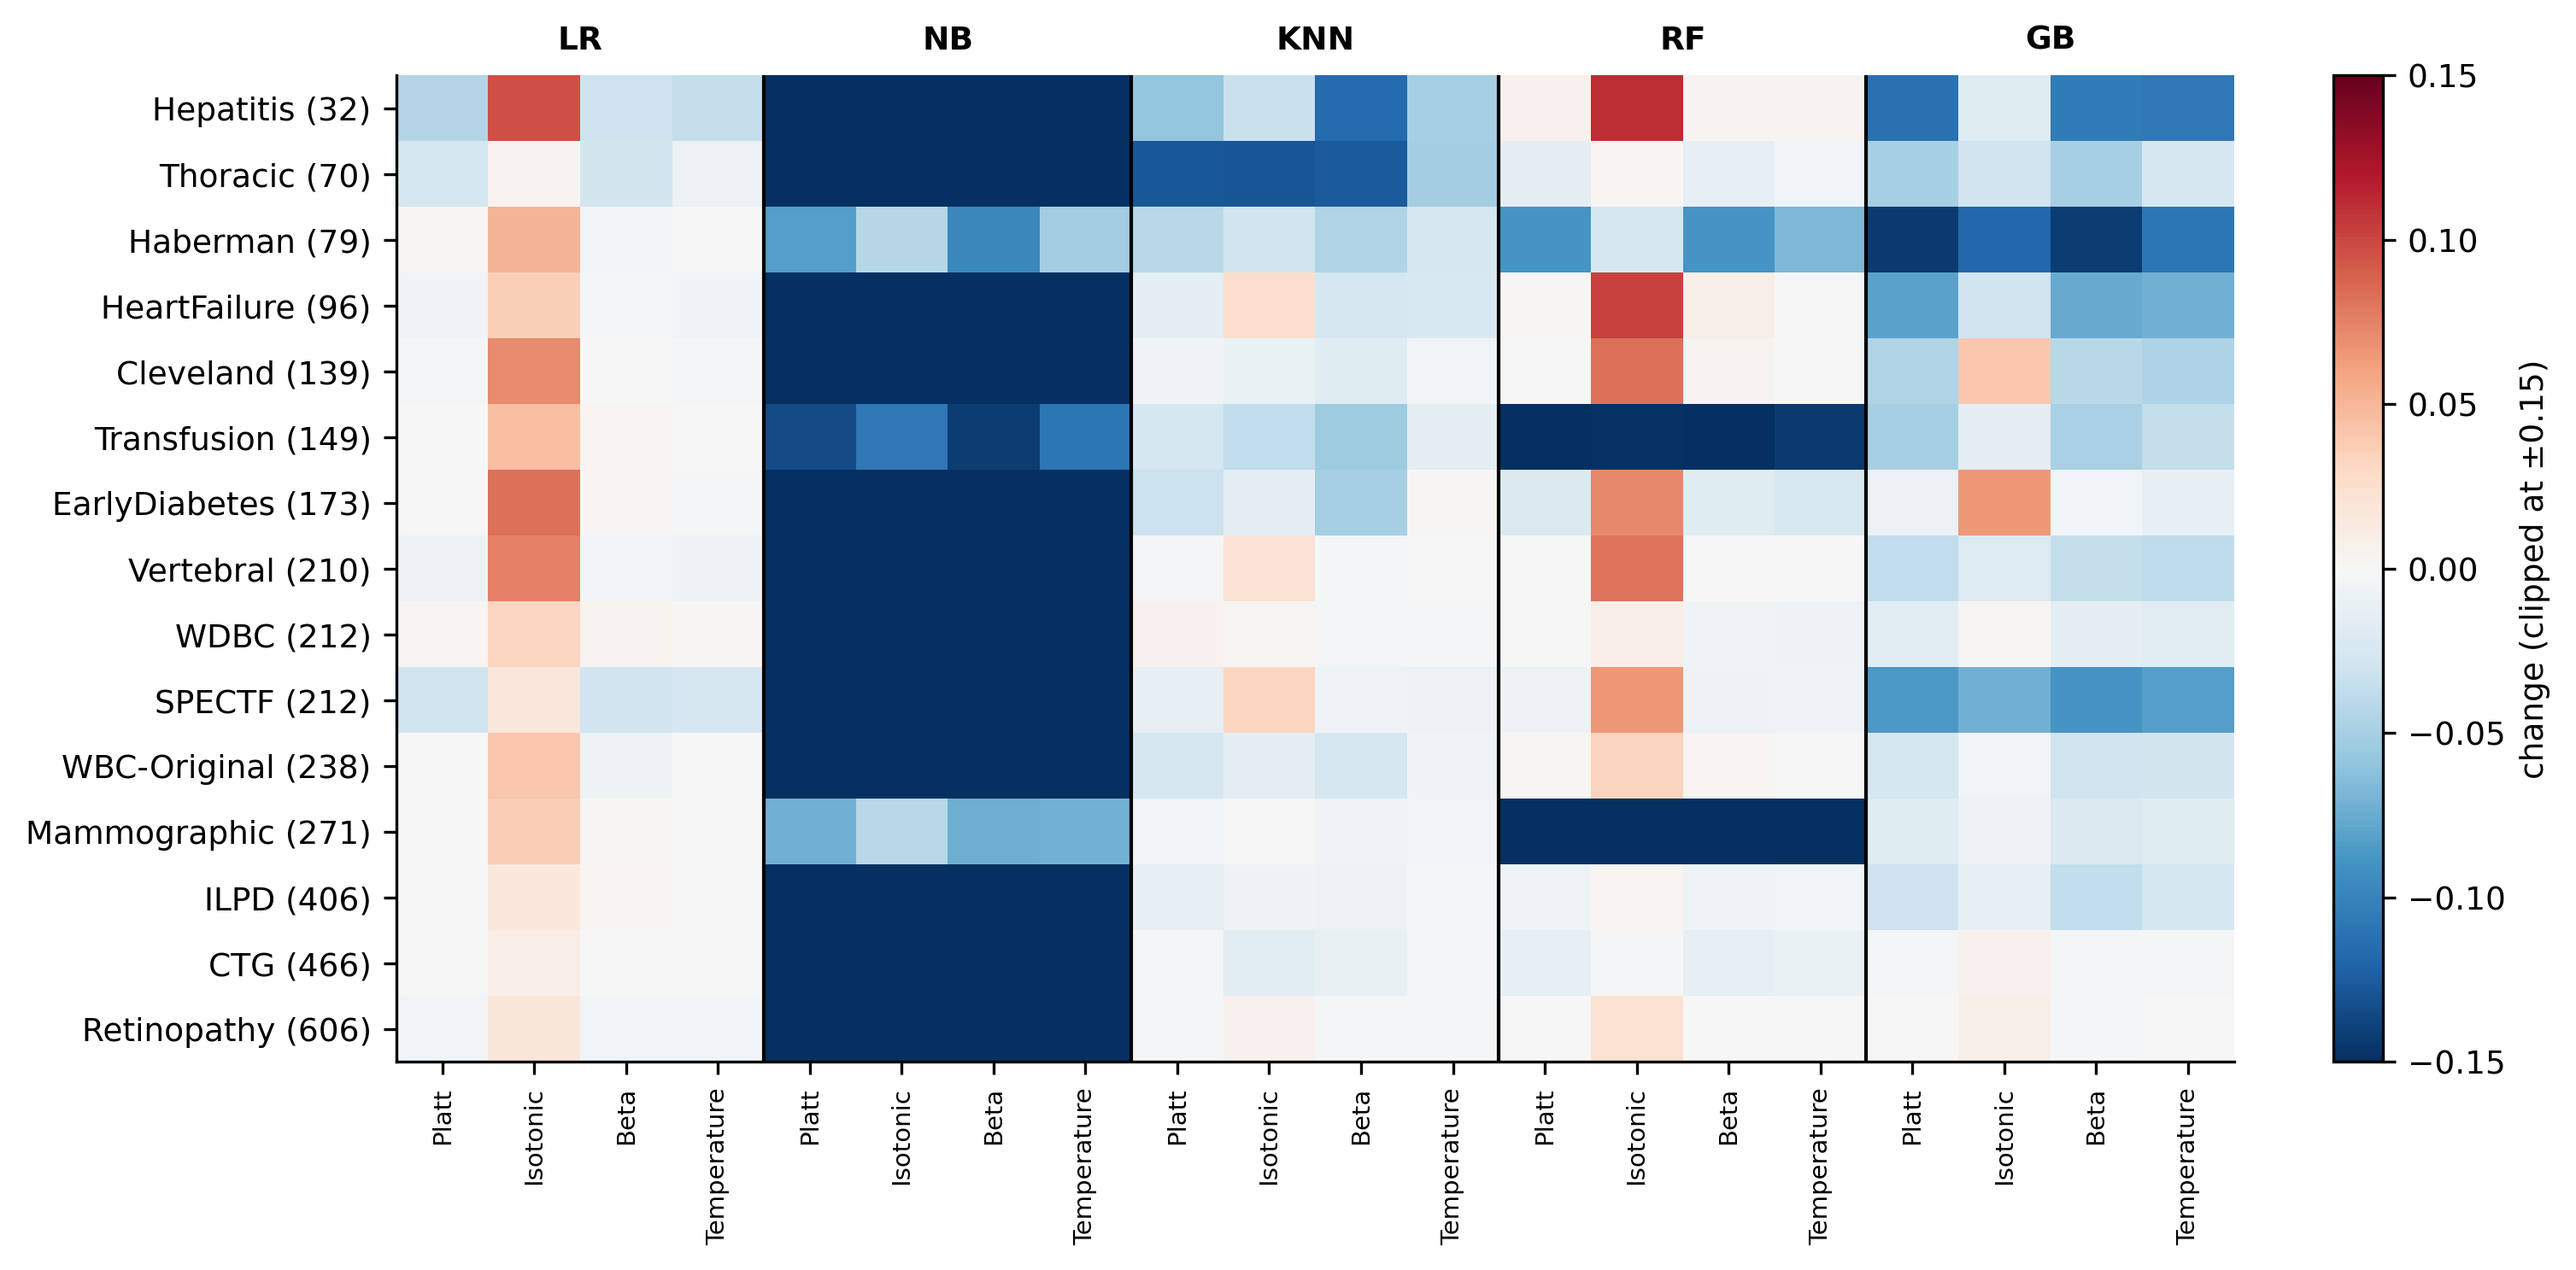 LR NB KNN RF GB
Hepatitis (32)
Thoracic (70)
Haberman (79)
HeartFailure (96)
Cleveland (139)
Transfusion (149)
EarlyDiabetes (173)
Vertebral (210)
WDBC (212)
SPECTF (212)
WBC-Original (238)
Mammographic (271)
ILPD (406)
CTG (466)
Retinopathy (606)
Platt Isotonic Beta Temperature Platt Isotonic Beta Temperature Platt Isotonic Beta Temperature Platt Isotonic Beta Temperature Platt Isotonic Beta Temperature
0.15
0.10
0.05
0.00
−0.05
−0.10
−0.15
change (clipped at ±0.15)